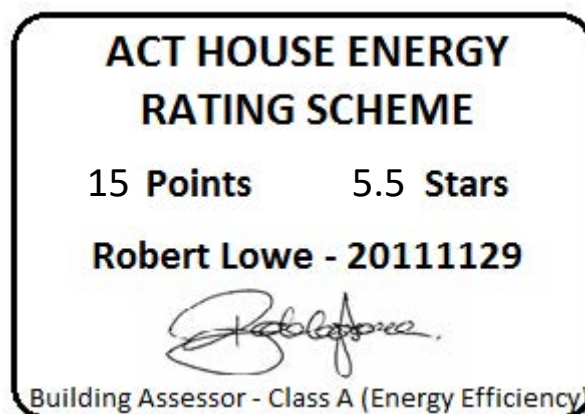 ACT HOUSE ENERGY
RATING SCHEME
15 Points 5.5 Stars
Robert Lowe - 20111129
Building Assessor - Class A (Energy Efficiency)